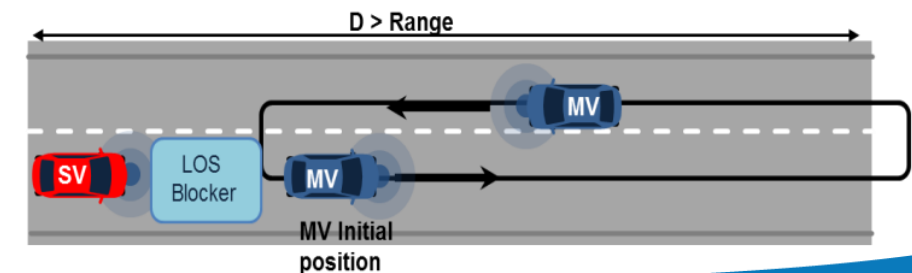 D > Range
MV
SV
LOS
Blocker
MV
MV Initial
position